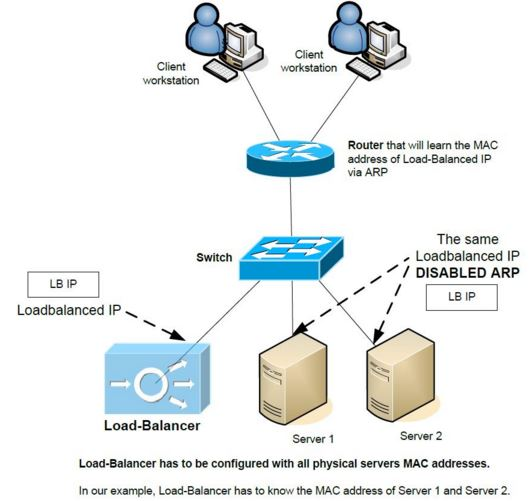 Client
workstation
Client
workstation
Router that will learn the MAC
address of Load-Balanced IP
via ARP
Switch
The same
Loadbalanced IP
DISABLED ARP
LB IP
LB IP
Loadbalanced IP
Load-Balancer
Server 1
Server 2
Load-Balancer has to be configured with all physical servers MAC addresses.
In our example, Load-Balancer has to know the MAC address of Server 1 and Server 2.